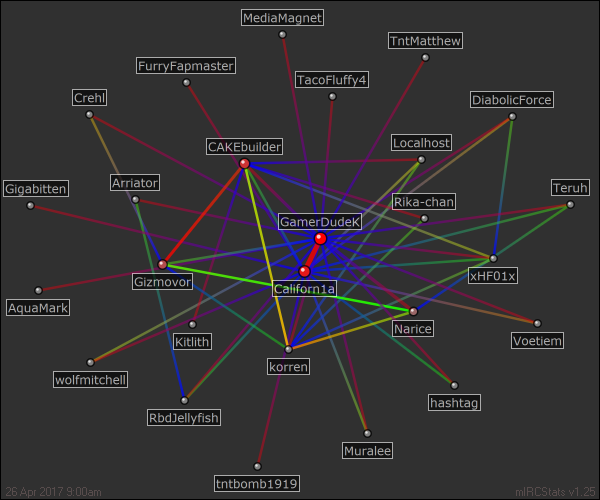 MediaMagnet
TntMatthew
FurryFapmaster
TacoFluffy4
Crehl
DiabolicForce
CAKEbuilder
Localhost
Arriator
Gigabitten
Teruh
Rika-chan
GamerDudeK
xHF01x
Gizmovor
Californ1a
AquaMark
Narice
Kitlith
Voetiem
korren
wolfmitchell
hashtag
RbdJellyfish
Muralee
tntbomb1919
26 Apr 2017 9:00am
mIRCStats v1.25